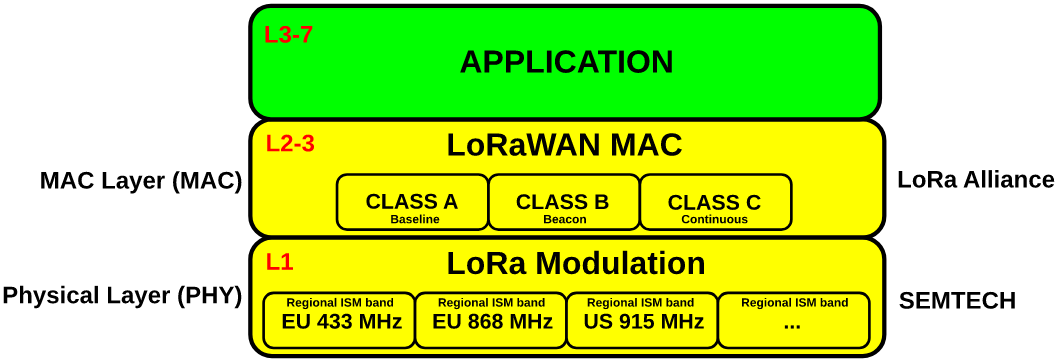 L3-7
APPLICATION
L2-3
LoRaWAN MAC
MAC Layer (MAC)
LoRa Alliance
CLASS A
Baseline
CLASS B
Beacon
CLASS C
Continuous
L1
LoRa Modulation
Physical Layer (PHY)
SEMTECH
Regional ISM band
EU 433 MHz
Regional ISM band
EU 868 MHz
Regional ISM band
US 915 MHz
Regional ISM band
...